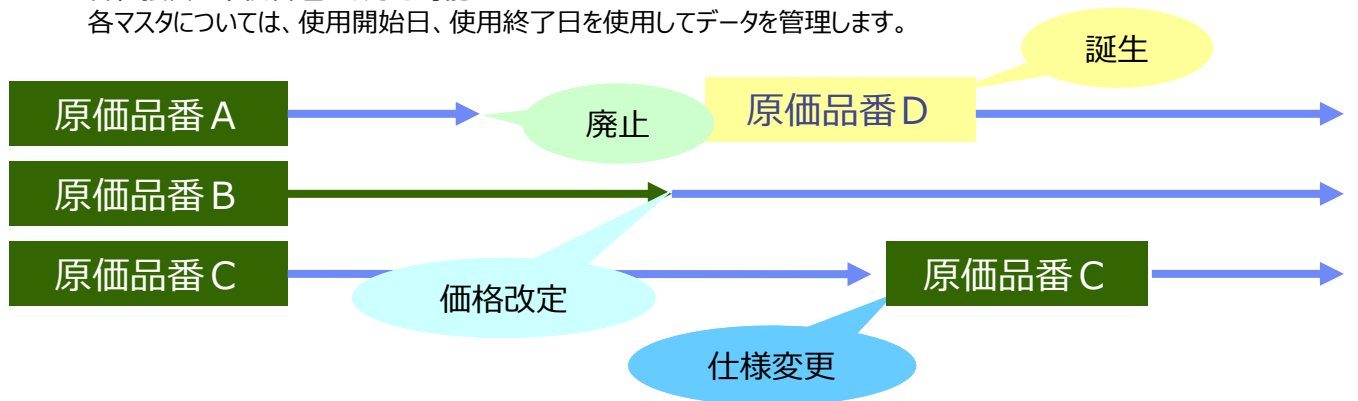 各マスタについては、使用開始日、使用終了日を使用してデータを管理します。
誕生
原価品番A
廃止
原価品番D
原価品番B
原価品番C
価格改定
原価品番C
仕様変更